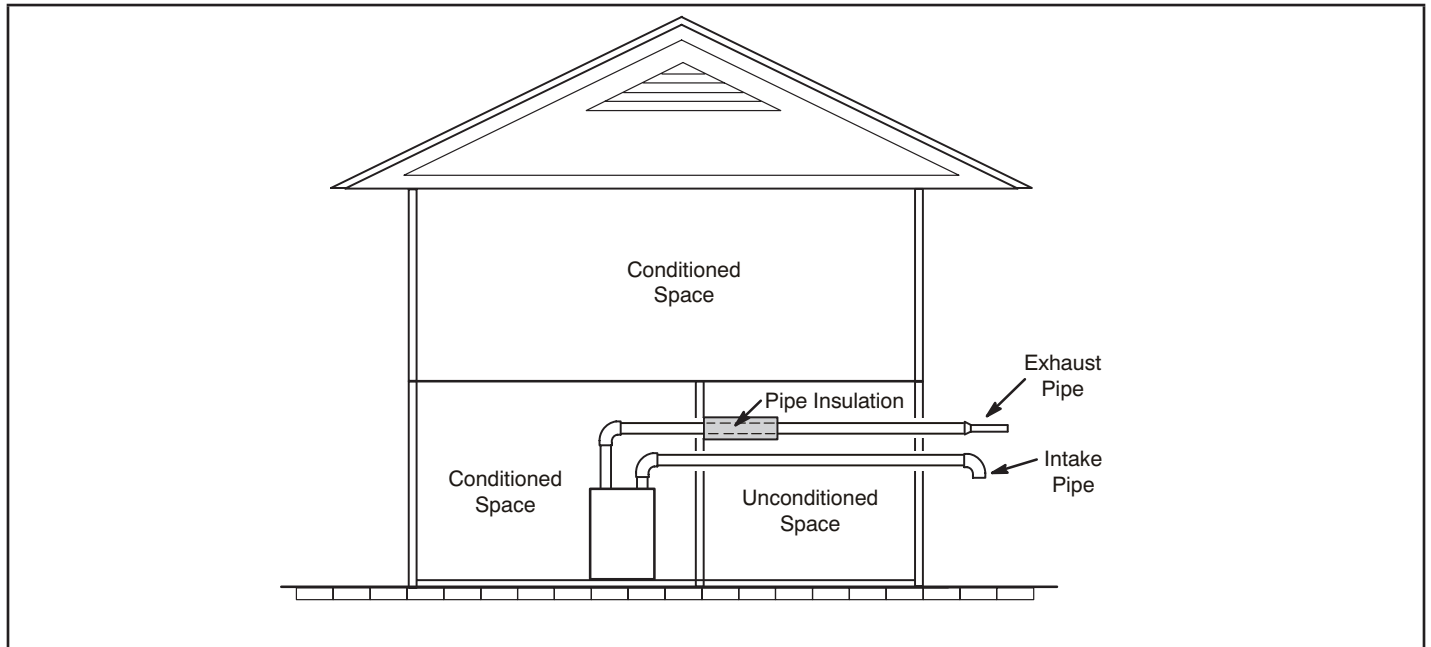 Conditioned
Space
Exhaust
Pipe
Pipe Insulation
Intake
Pipe
Conditioned
Space
Unconditioned
Space